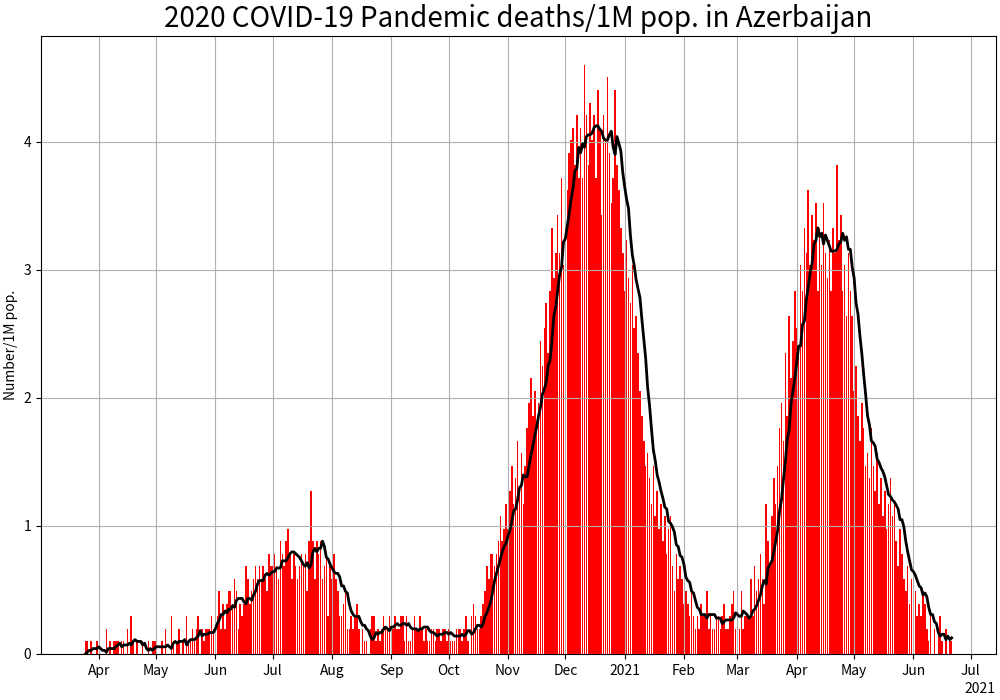 2020 COVID-19 Pandemic deaths/1M pop. in Azerbaijan
Number/1M pop.
4
3
2
1
0
Apr May Jun Jul Aug Sep Oct Nov Dec 2021 Feb Mar Apr May Jun Jul
2021